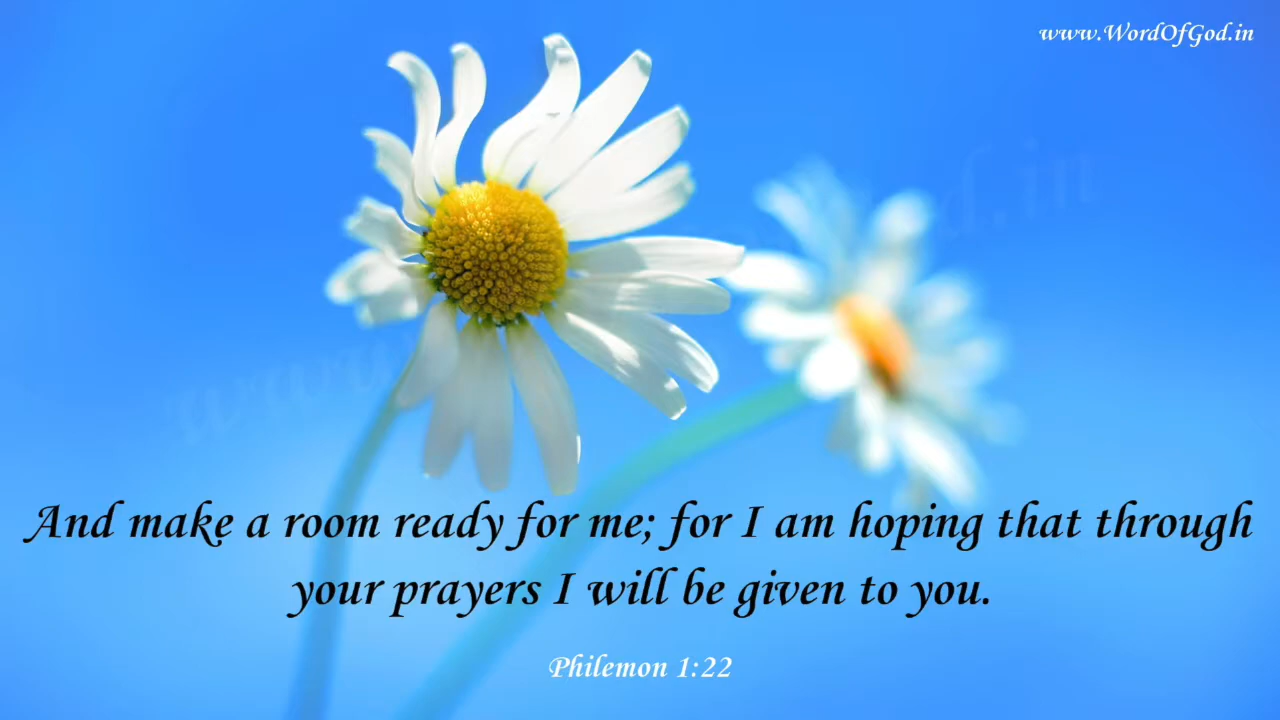 www.WordOfGod.in
And make a room ready for me; for I am hoping that through
your prayers I will be given to you.
Philemon 1:22